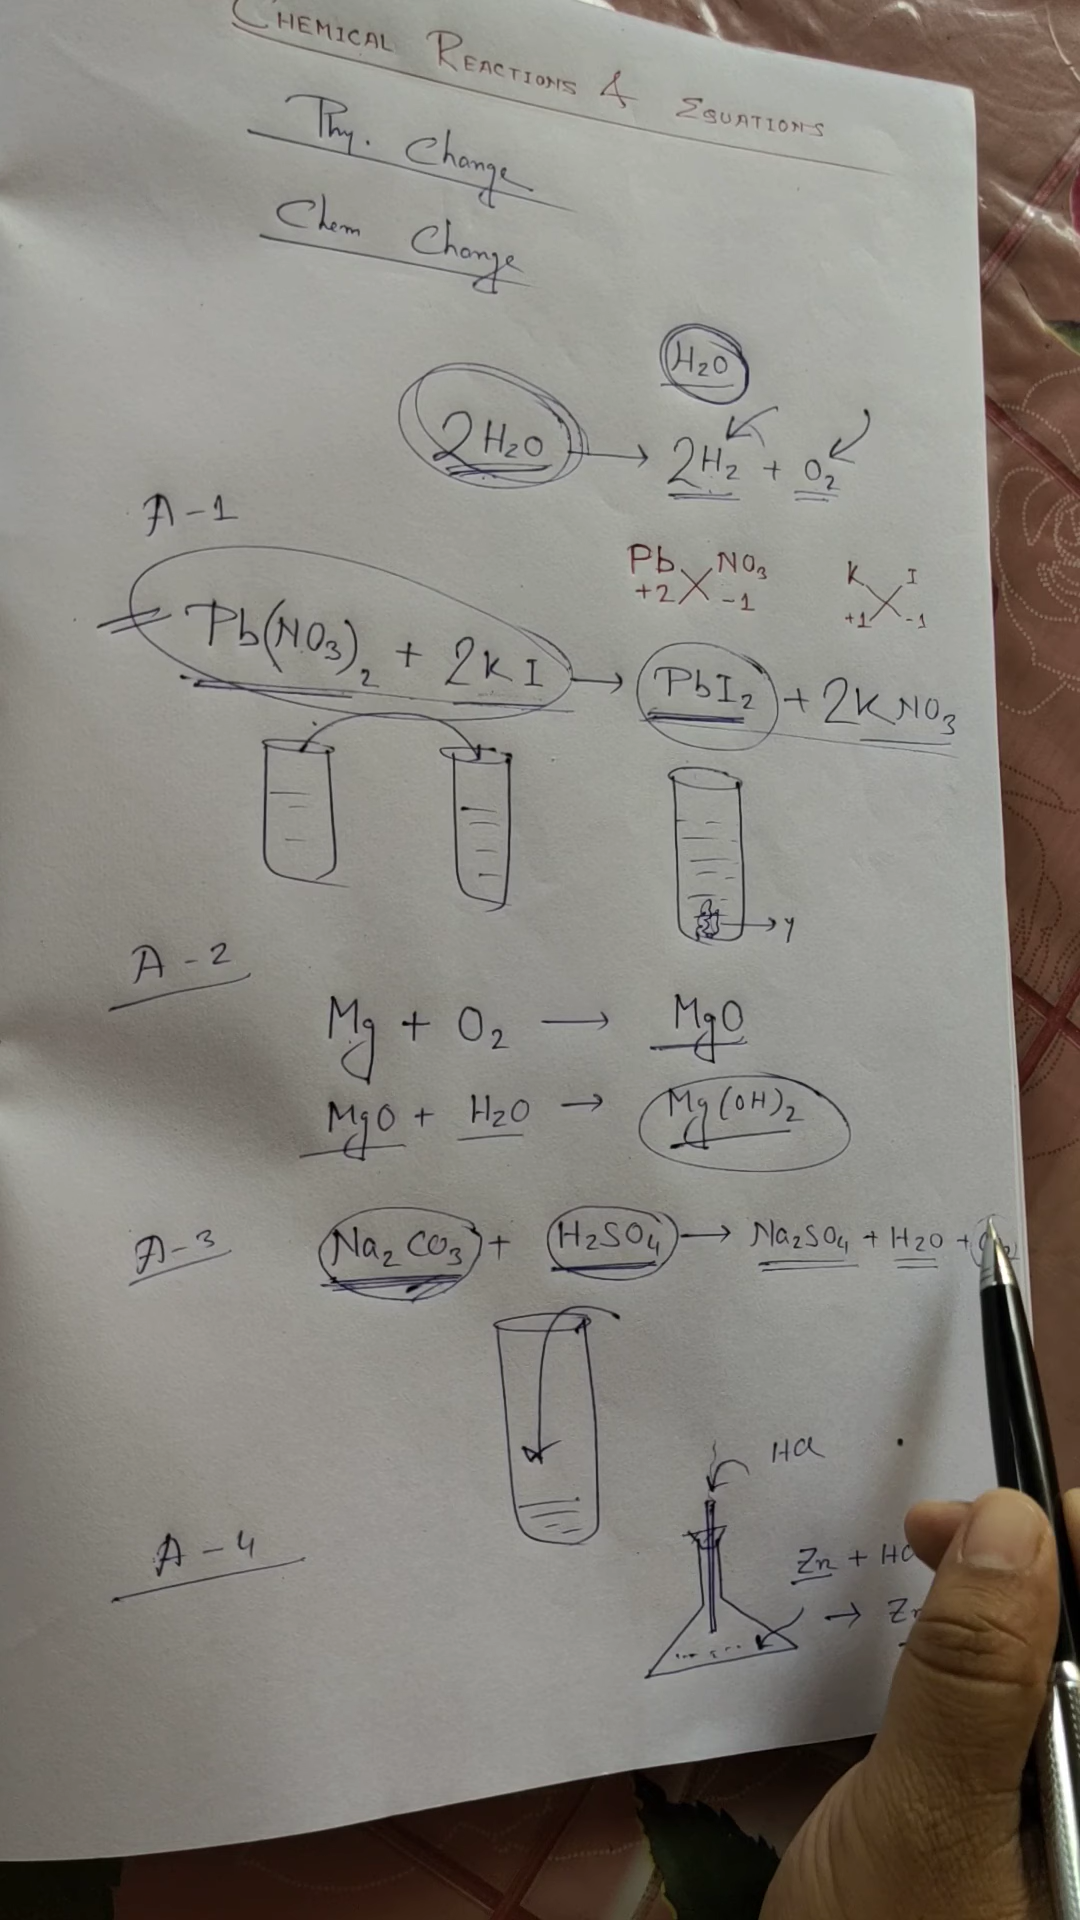 CHEMICAL REACTIONS & EQUATIONS
Phy. Change
Chem Change
H₂O
2H₂O → 2H₂ + O₂
A-1
Pb NO₃
+2 -1
K I
+1 -1
Pb(NO₃)₂ + 2KI → PbI₂ + 2KNO₃
→ y
A-2
Mg + O₂ → MgO
MgO + H₂O → Mg(OH)₂
A-3 Na₂CO₃ + H₂SO₄ → Na₂SO₄ + H₂O +
HCl
A-4
Zn +
→